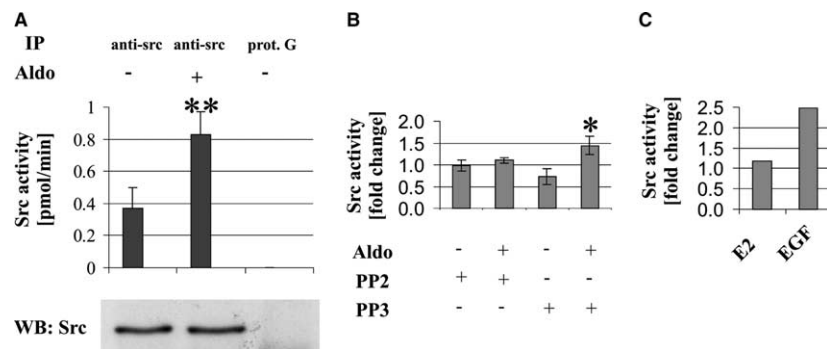 A
IP anti-src anti-src prot. G
Aldo - + -
**
Src activity
[pmol/min]
1
0.8
0.6
0.4
0.2
0
WB: Src
B
Src activity
[fold change]
2.0
1.5
1.0
0.5
0.0
*
Aldo - + - +
PP2 + + - -
PP3 - - + +
C
Src activity
[fold change]
2.5
2.0
1.5
1.0
0.5
0.0
E2 EGF